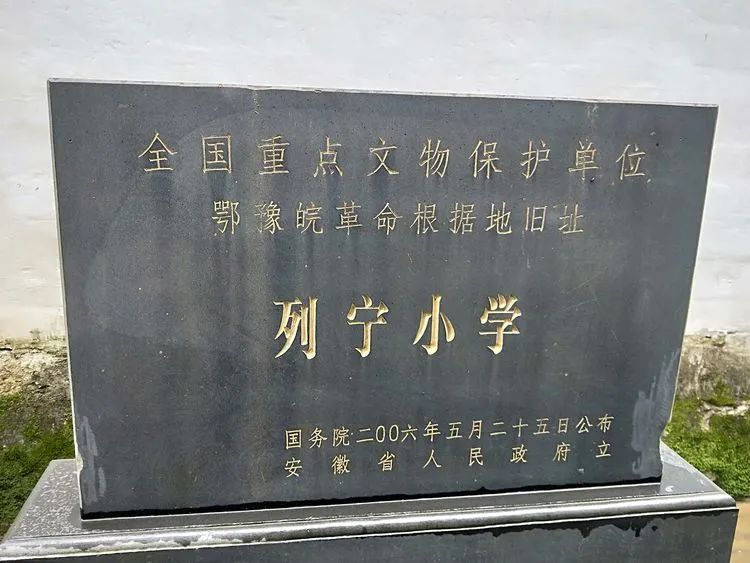 全国重点文物保护单位
鄂豫皖革命根据地旧址
列宁小学
国务院二〇〇六年五月二十五日公布
安徽省人民政府立